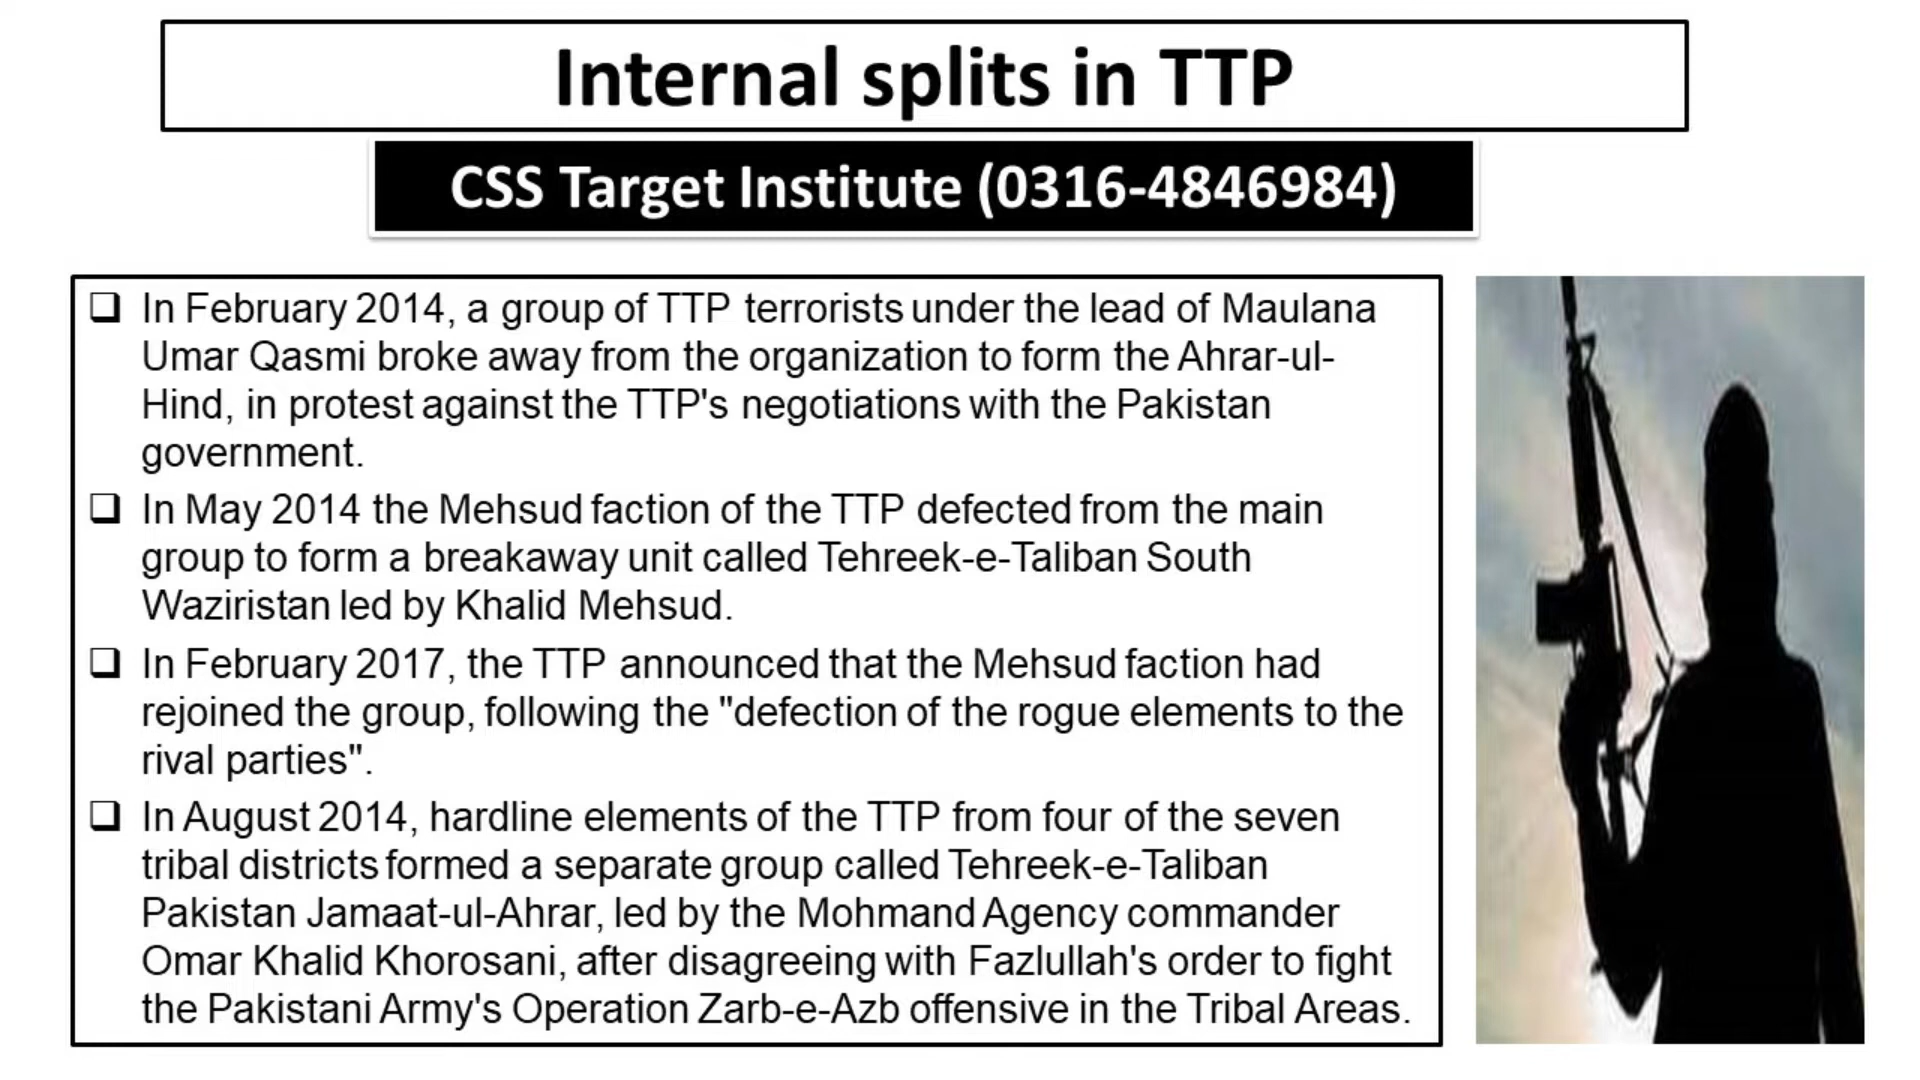 Internal splits in TTP
CSS Target Institute (0316-4846984)
❑ In February 2014, a group of TTP terrorists under the lead of Maulana
Umar Qasmi broke away from the organization to form the Ahrar-ul-
Hind, in protest against the TTP's negotiations with the Pakistan
government.
❑ In May 2014 the Mehsud faction of the TTP defected from the main
group to form a breakaway unit called Tehreek-e-Taliban South
Waziristan led by Khalid Mehsud.
❑ In February 2017, the TTP announced that the Mehsud faction had
rejoined the group, following the "defection of the rogue elements to the
rival parties".
❑ In August 2014, hardline elements of the TTP from four of the seven
tribal districts formed a separate group called Tehreek-e-Taliban
Pakistan Jamaat-ul-Ahrar, led by the Mohmand Agency commander
Omar Khalid Khorosani, after disagreeing with Fazlullah's order to fight
the Pakistani Army's Operation Zarb-e-Azb offensive in the Tribal Areas.